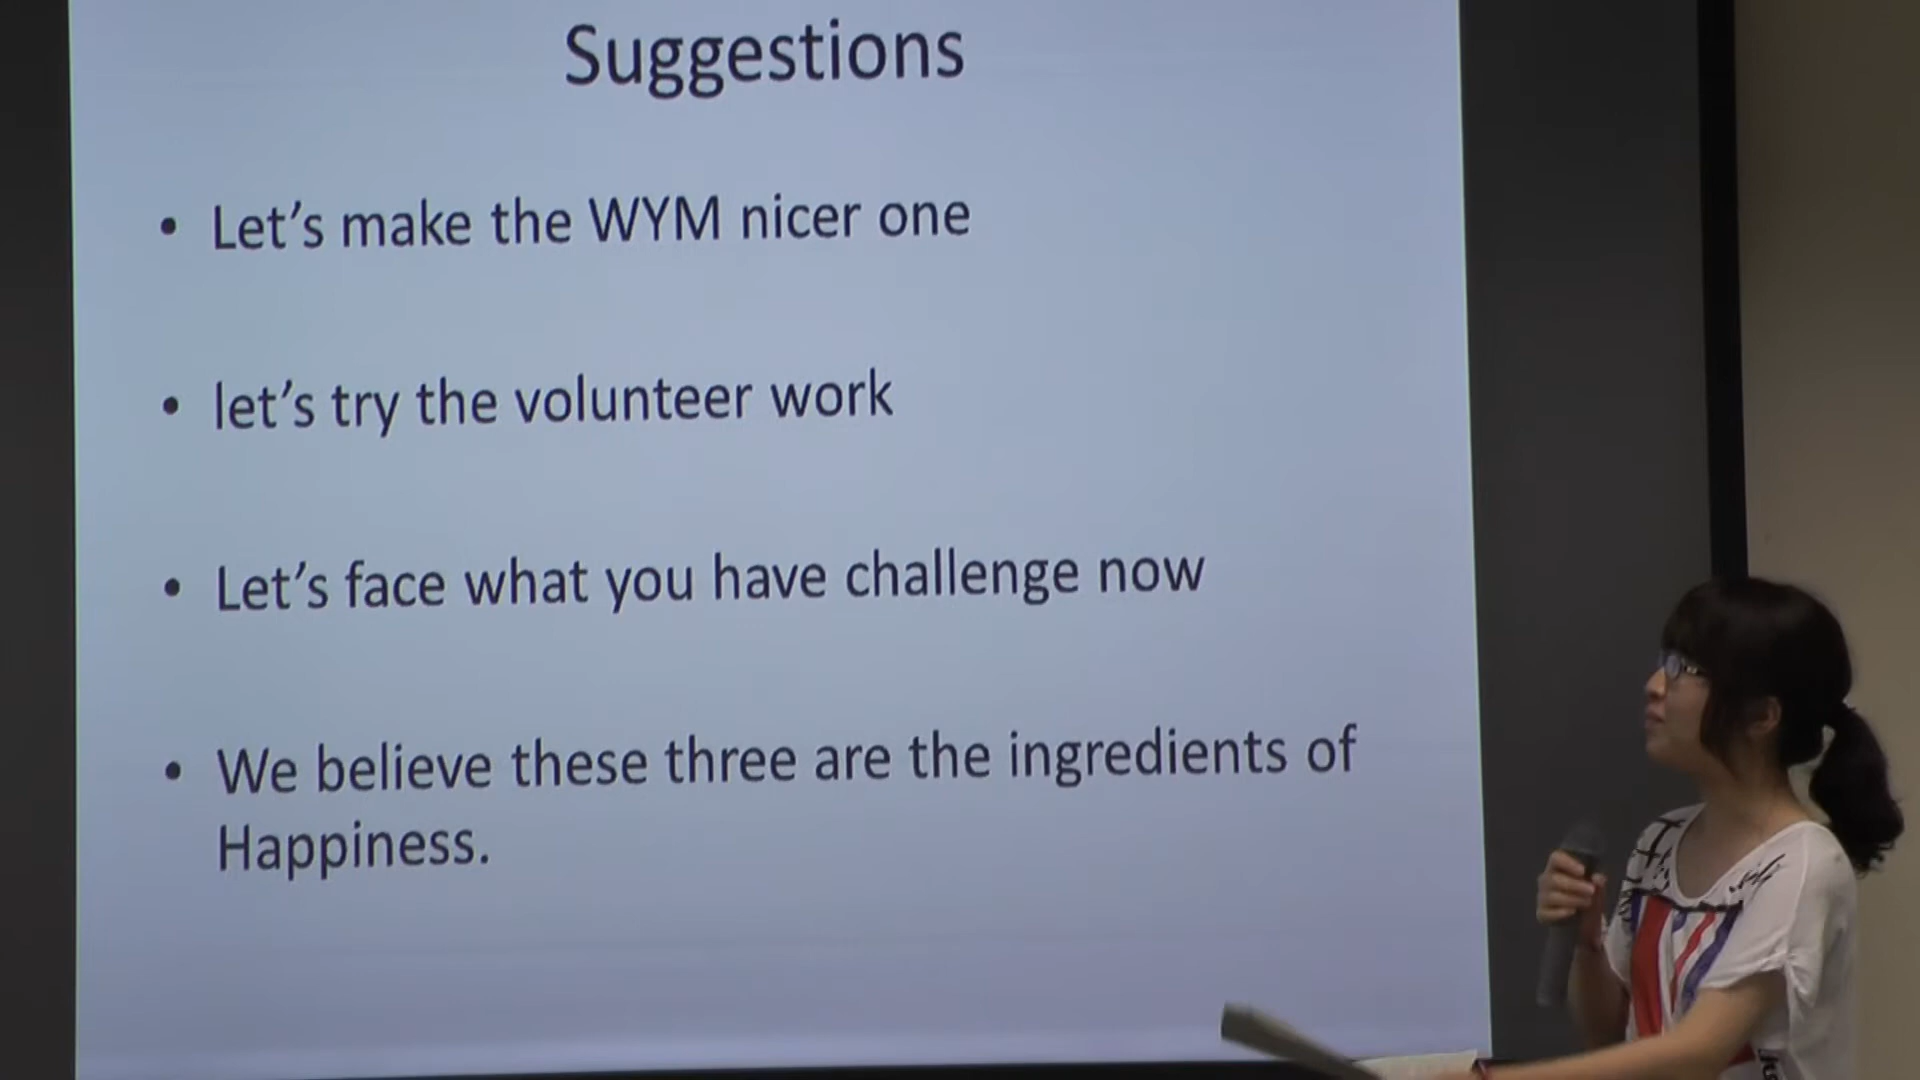 Suggestions
• Let's make the WYM nicer one
• let's try the volunteer work
• Let's face what you have challenge now
• We believe these three are the ingredients of
Happiness.